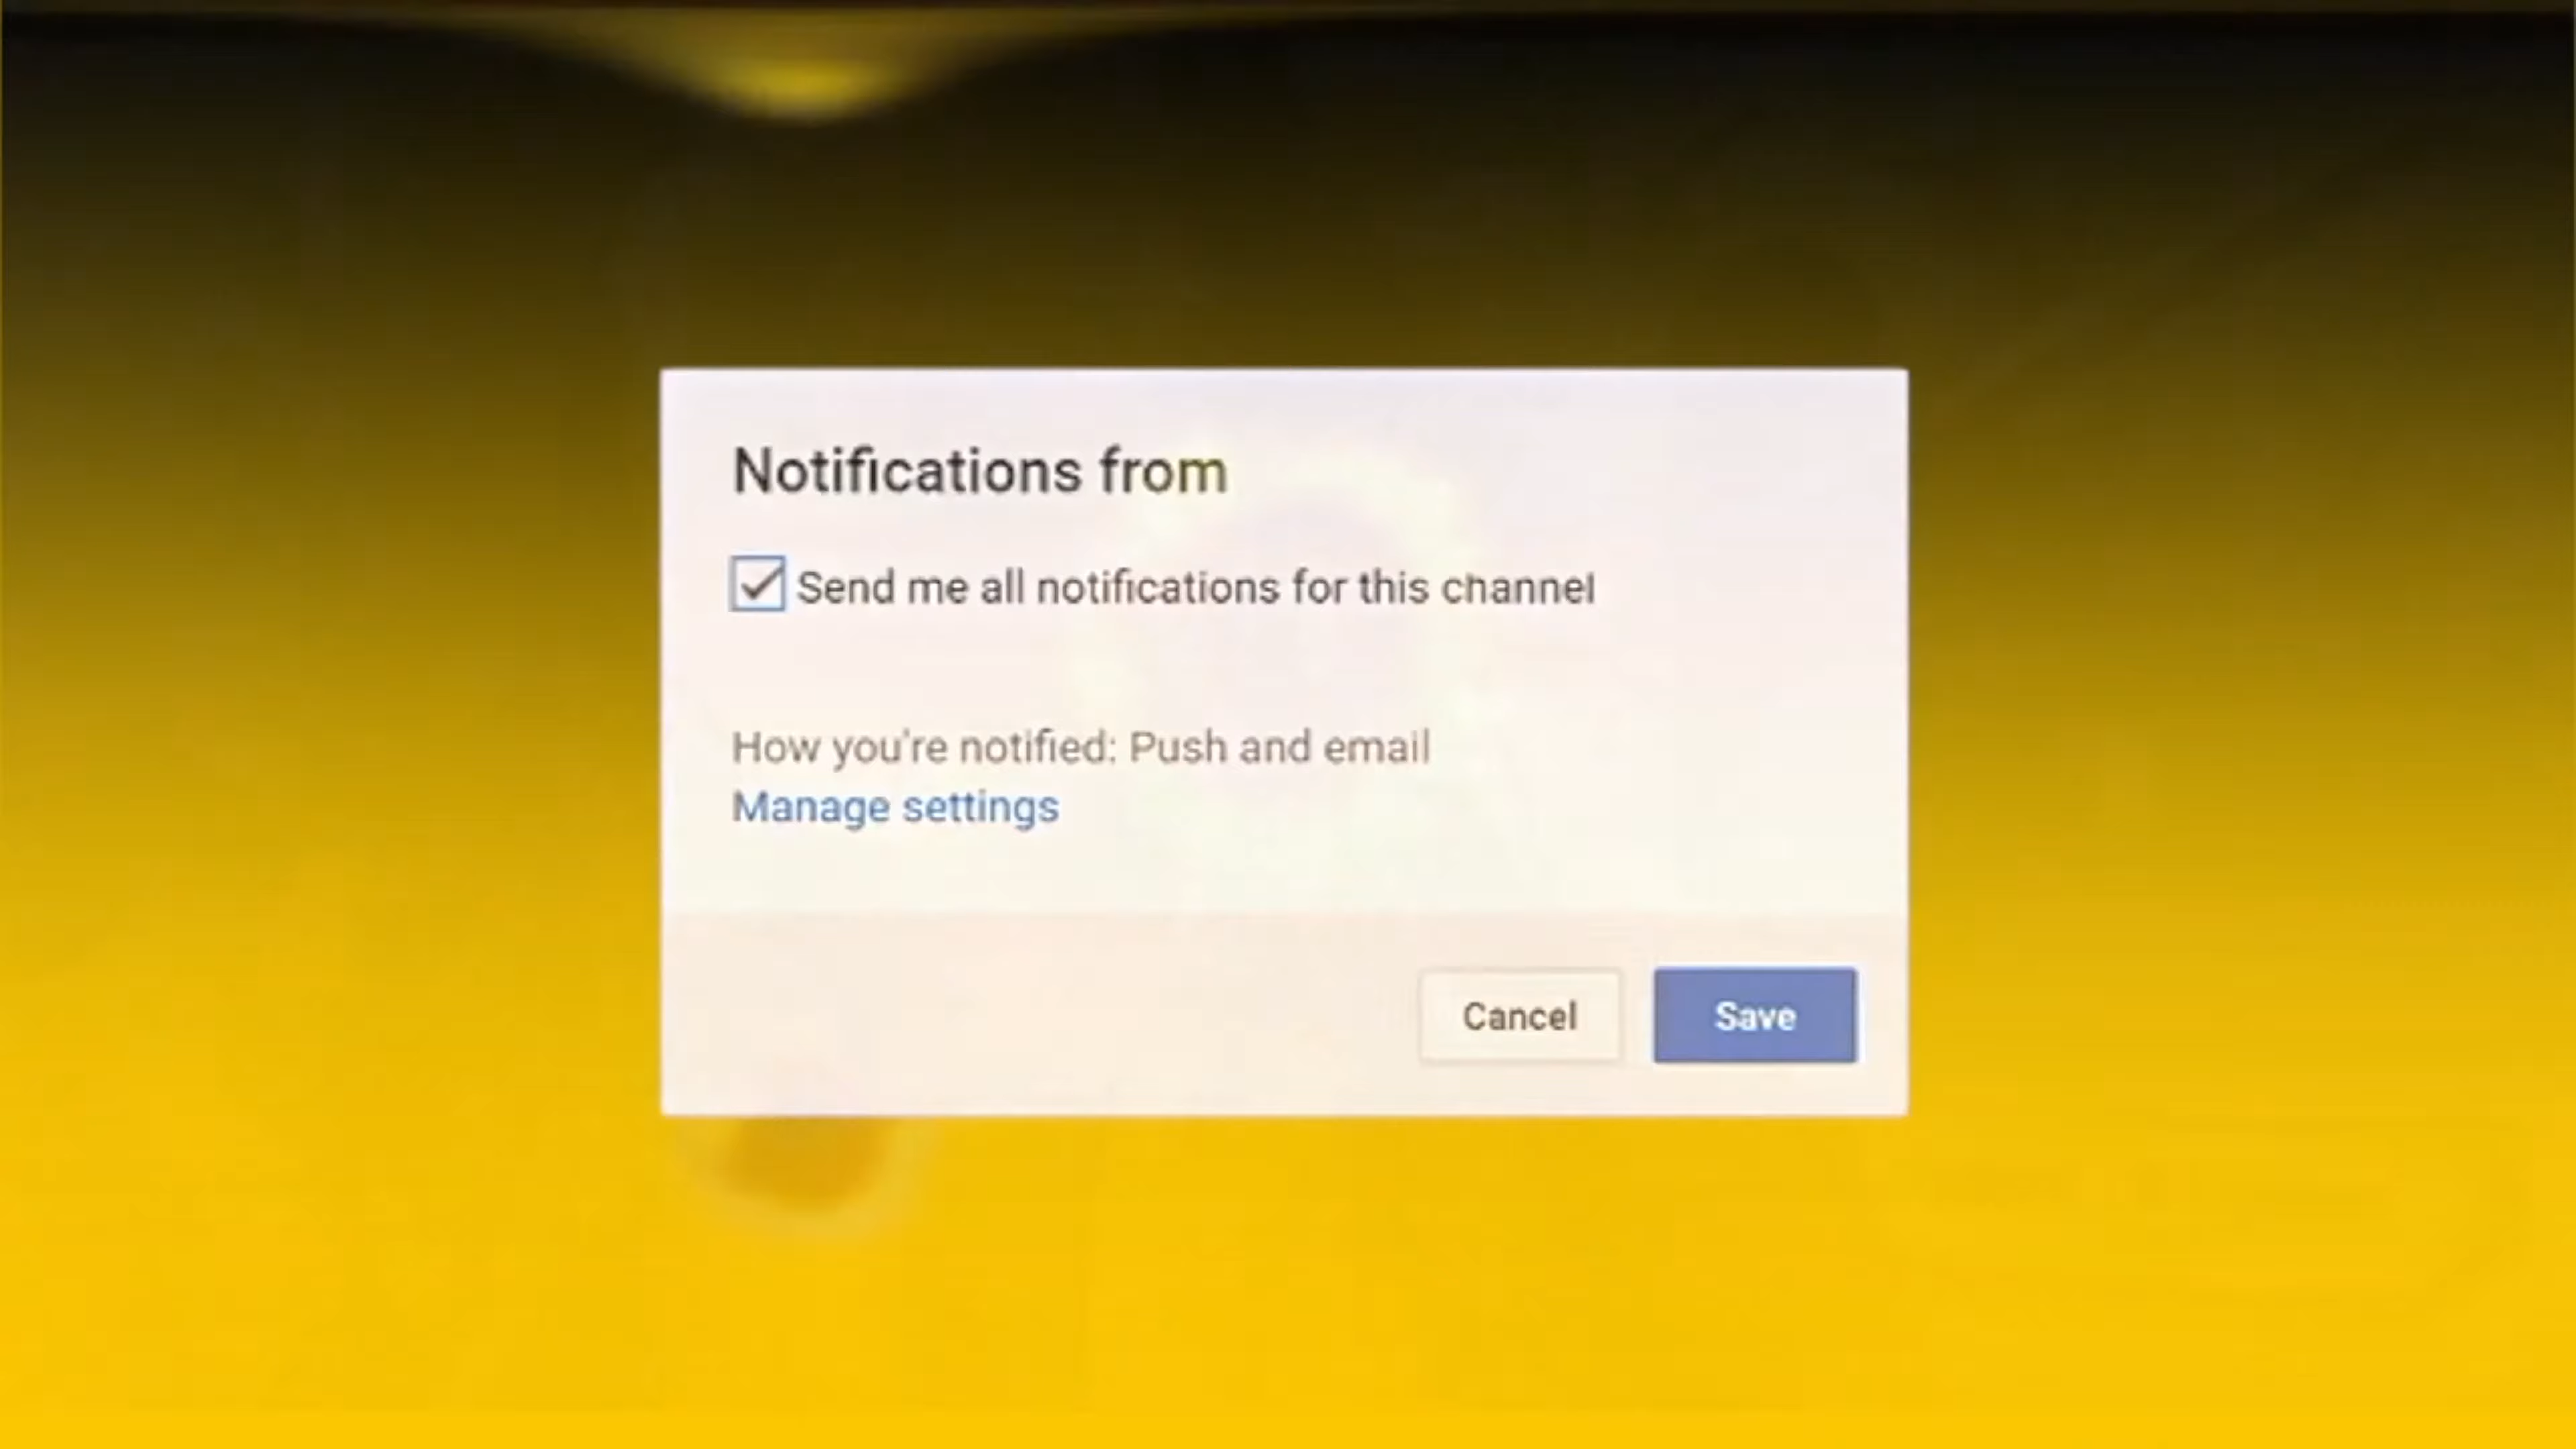 Notifications from
Send me all notifications for this channel
How you're notified: Push and email
Manage settings
Cancel
Save